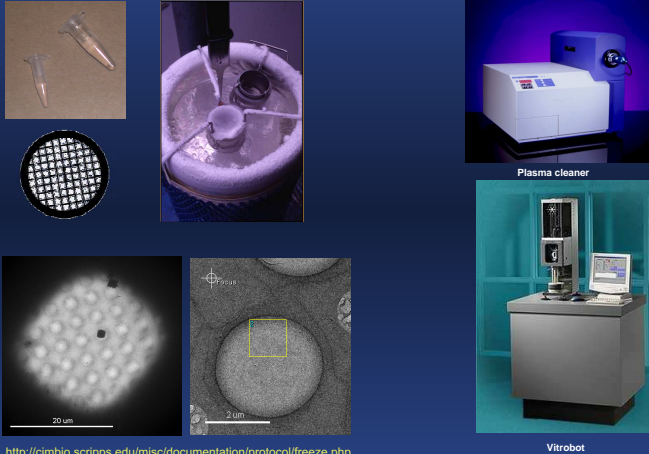 Plasma cleaner
Focus
20 um
2 um
http://cimbio.scripps.edu/misc/documentation/protocol/freeze.php
Vitrobot